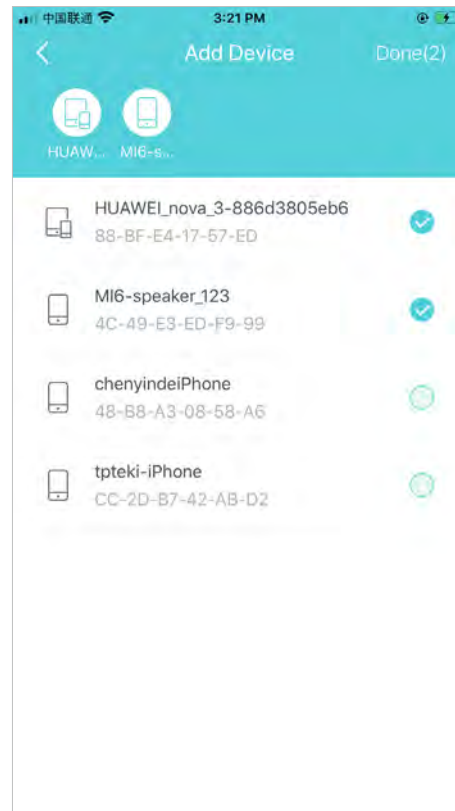 中国联通 3:21 PM
Add Device Done(2)
HUAW... MI6-s...
HUAWEI_nova_3-886d3805eb6
88-BF-E4-17-57-ED
MI6-speaker_123
4C-49-E3-ED-F9-99
chenyindeiPhone
48-B8-A3-08-58-A6
tpteki-iPhone
CC-2D-B7-42-AB-D2